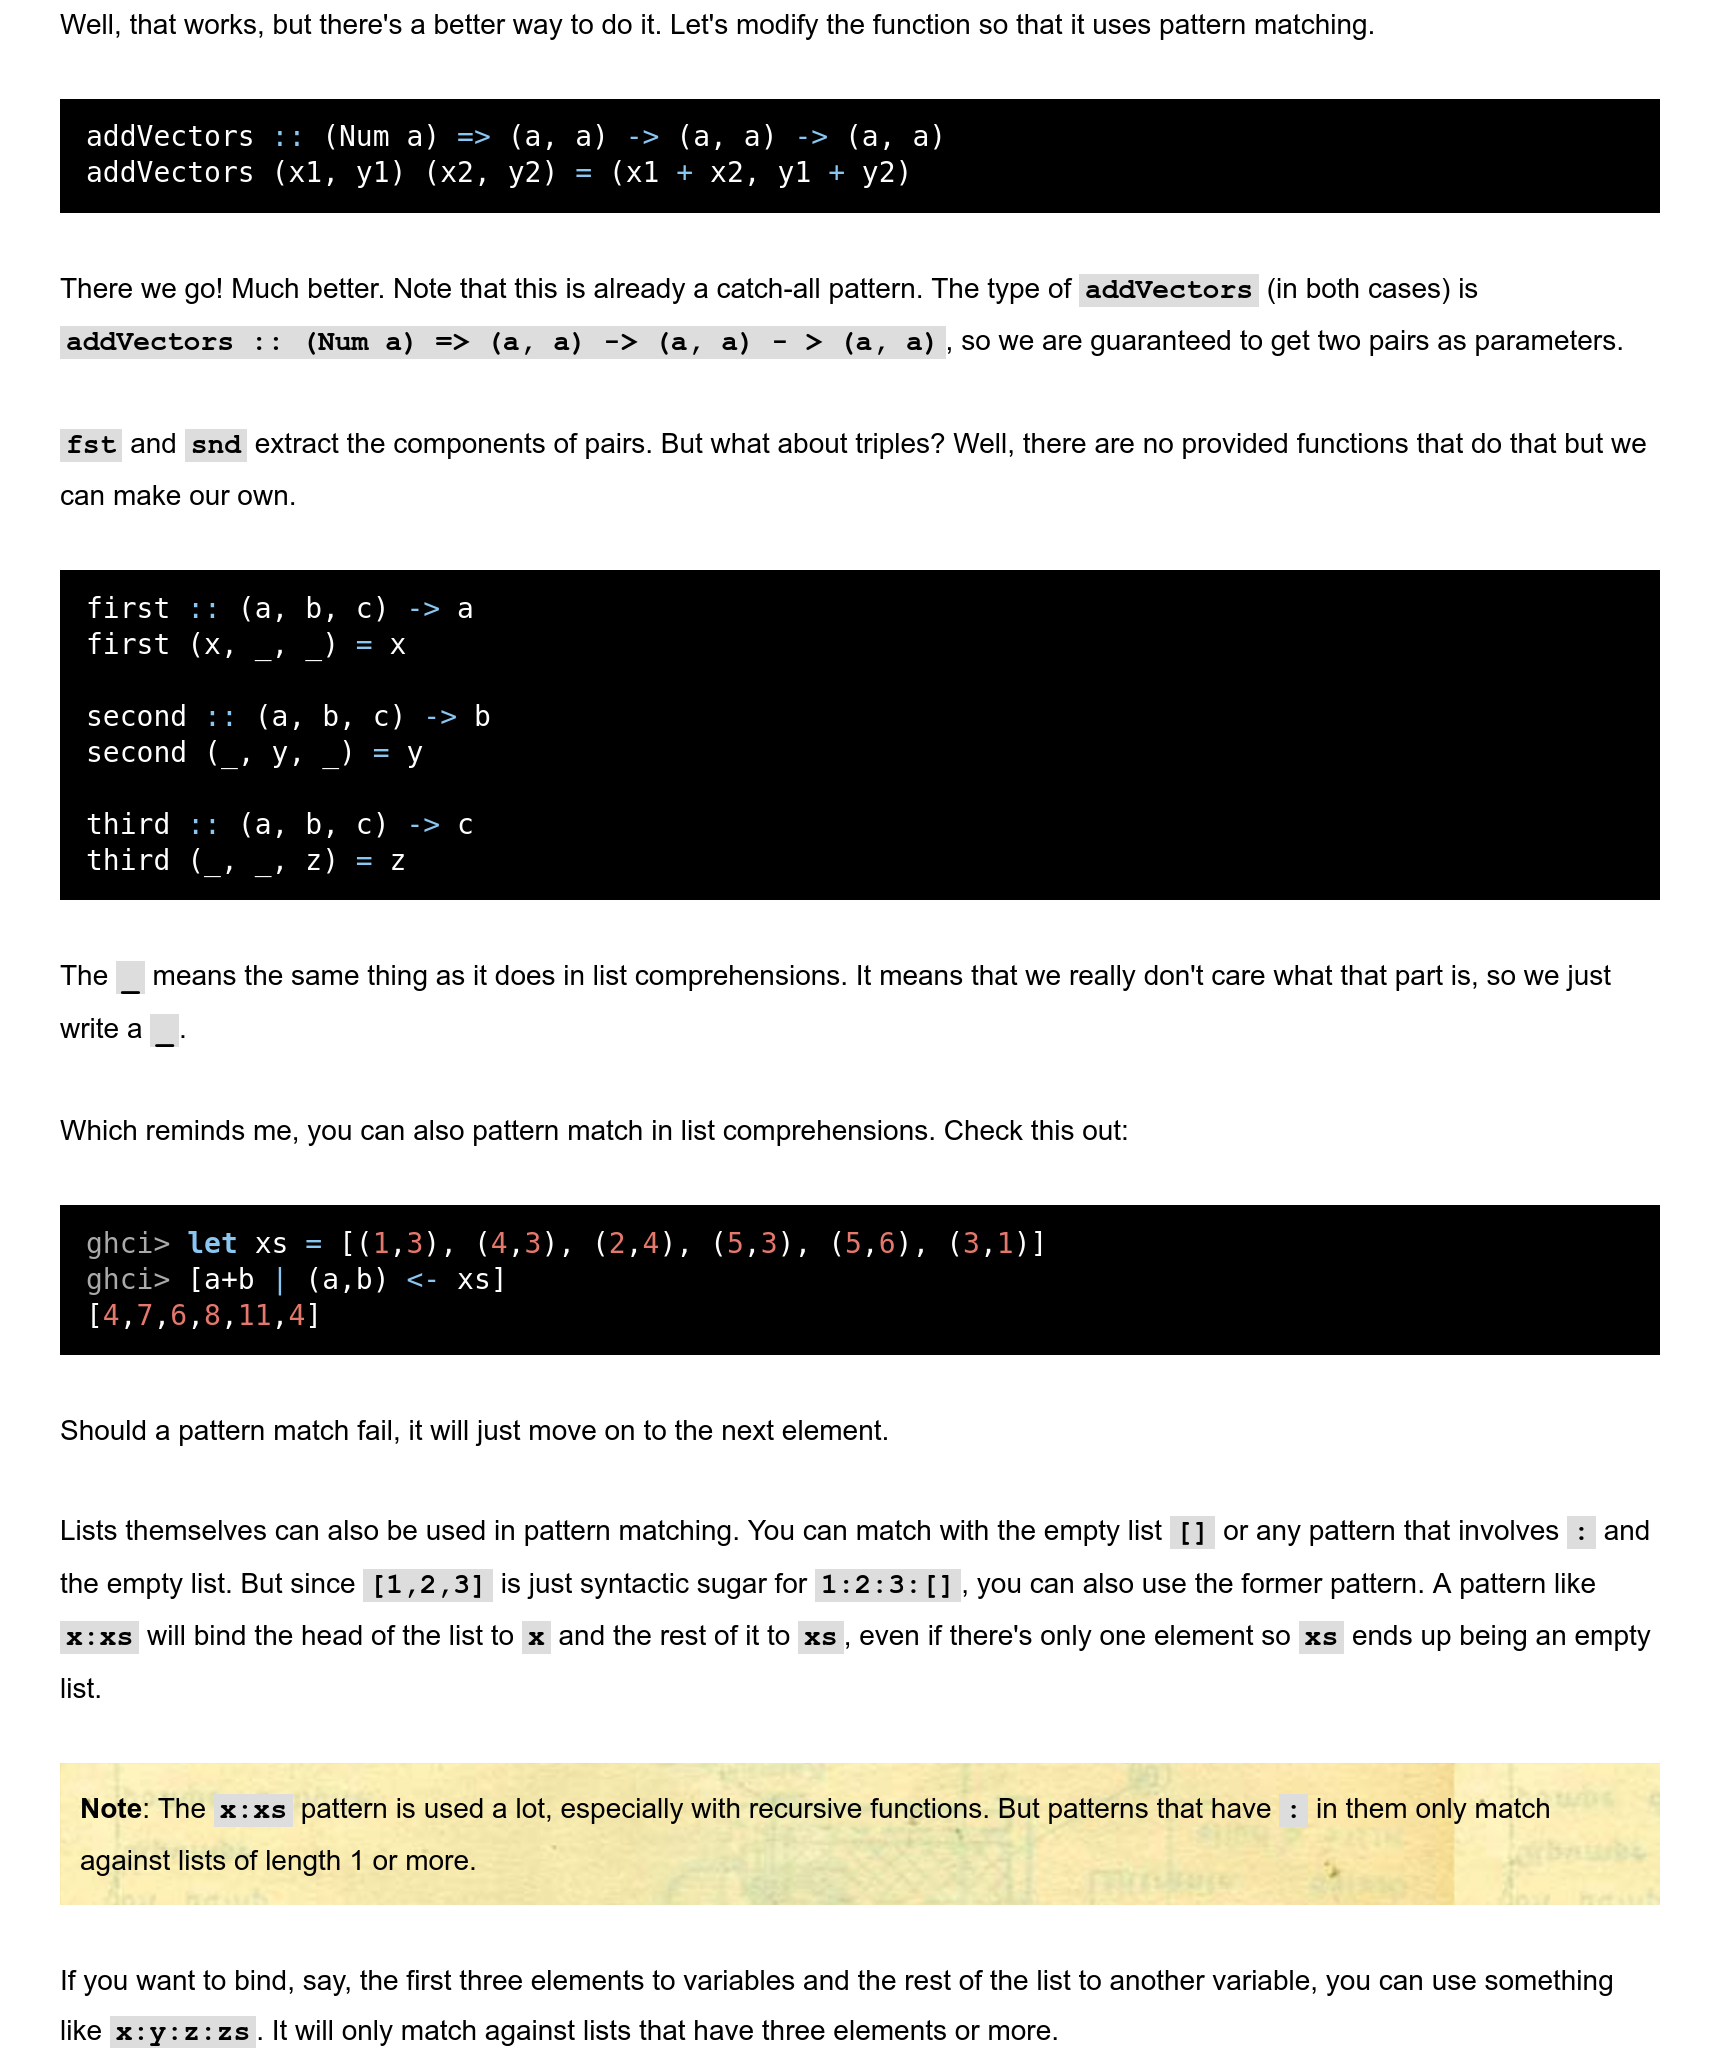 Well, that works, but there's a better way to do it. Let's modify the function so that it uses pattern matching.
addVectors :: (Num a) => (a, a) -> (a, a) -> (a, a)
addVectors (x1, y1) (x2, y2) = (x1 + x2, y1 + y2)
There we go! Much better. Note that this is already a catch-all pattern. The type of addVectors (in both cases) is
addVectors :: (Num a) => (a, a) -> (a, a) - > (a, a), so we are guaranteed to get two pairs as parameters.
fst and snd extract the components of pairs. But what about triples? Well, there are no provided functions that do that but we
can make our own.
first :: (a, b, c) -> a
first (x, _, _) = x
second :: (a, b, c) -> b
second (_, y, _) = y
third :: (a, b, c) -> c
third (_, _, z) = z
The _ means the same thing as it does in list comprehensions. It means that we really don't care what that part is, so we just
write a _.
Which reminds me, you can also pattern match in list comprehensions. Check this out:
ghci> let xs = [(1,3), (4,3), (2,4), (5,3), (5,6), (3,1)]
ghci> [a+b | (a,b) <- xs]
[4,7,6,8,11,4]
Should a pattern match fail, it will just move on to the next element.
Lists themselves can also be used in pattern matching. You can match with the empty list [] or any pattern that involves : and
the empty list. But since [1,2,3] is just syntactic sugar for 1:2:3:[], you can also use the former pattern. A pattern like
x:xs will bind the head of the list to x and the rest of it to xs, even if there's only one element so xs ends up being an empty
list.
Note: The x:xs pattern is used a lot, especially with recursive functions. But patterns that have : in them only match
against lists of length 1 or more.
If you want to bind, say, the first three elements to variables and the rest of the list to another variable, you can use something
like x:y:z:zs. It will only match against lists that have three elements or more.